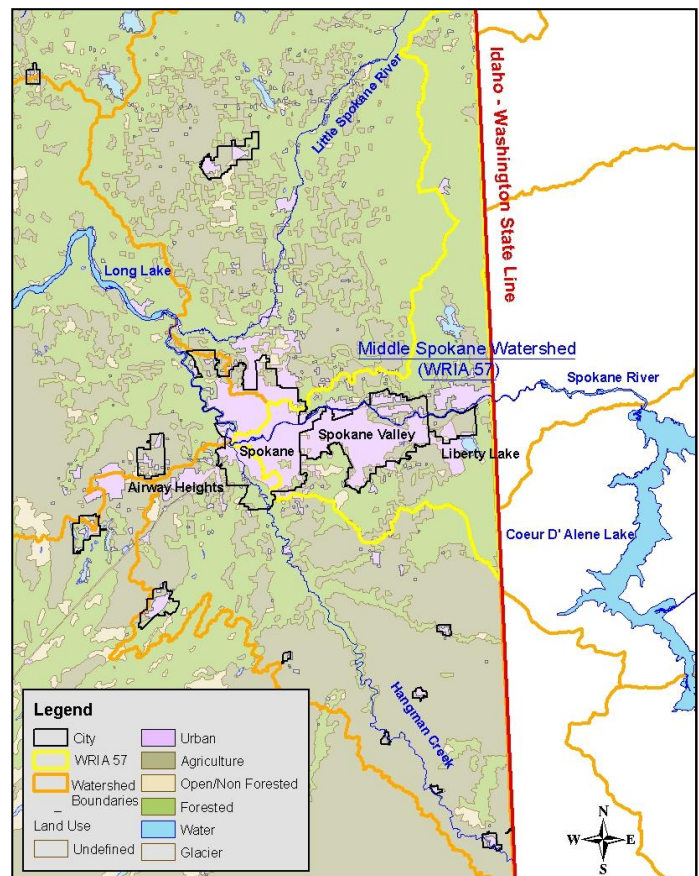 Little Spokane River
Idaho - Washington State Line
Long Lake
Middle Spokane Watershed
(WRIA 57)
Spokane River
Spokane Valley
Spokane
Liberty Lake
Airway Heights
Coeur D' Alene Lake
Hangman Creek
Legend
City
WRIA 57
Watershed
Boundaries
Land Use
Undefined
Urban
Agriculture
Open/Non Forested
Forested
Water
Glacier
N
W E
S